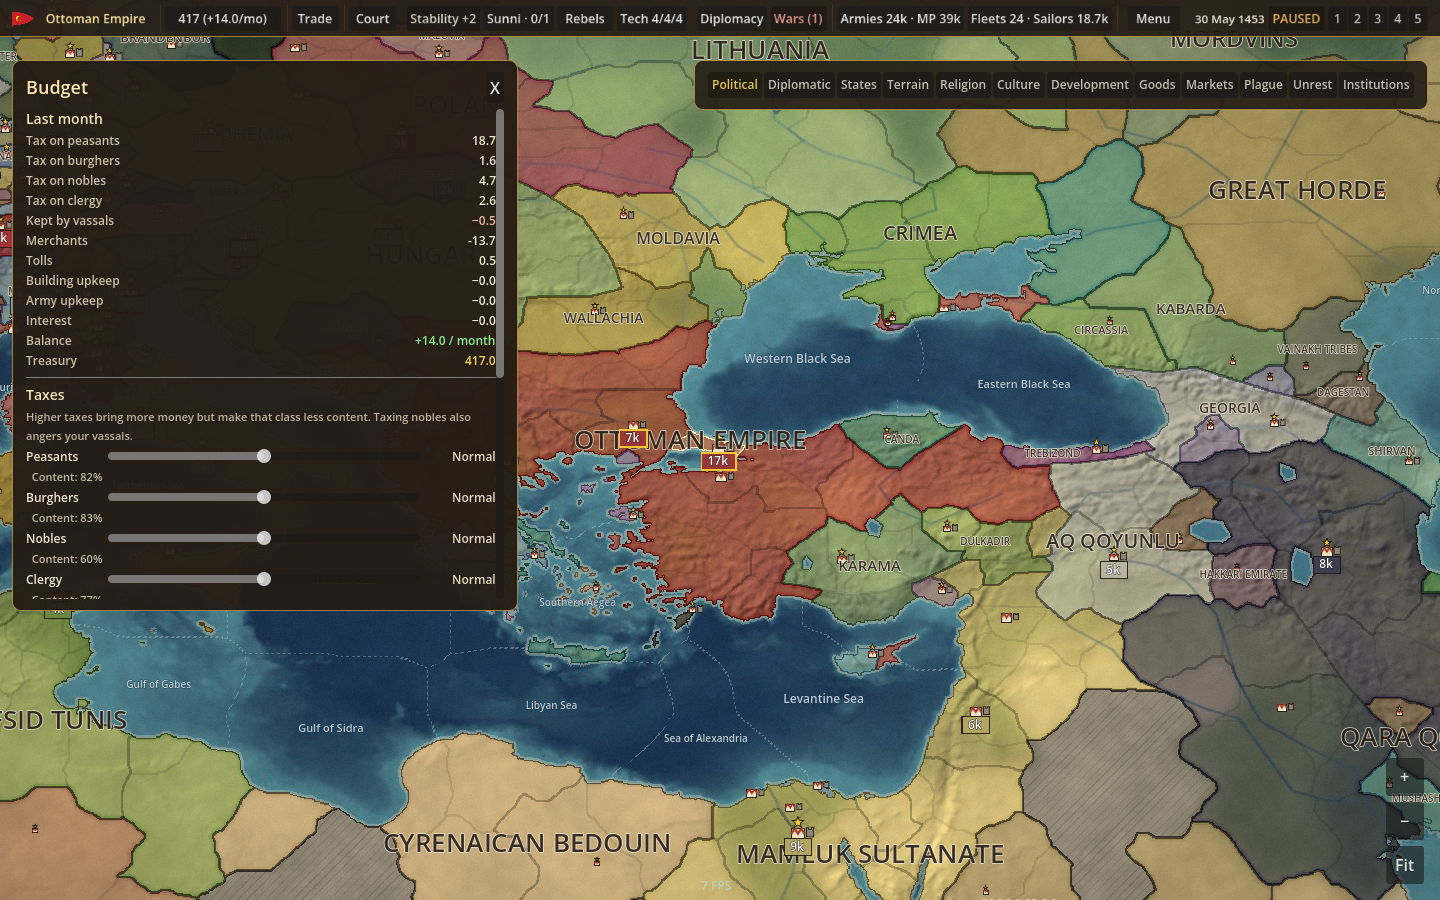 Ottoman Empire 417 (+14.0/mo) Trade Court Stability +2 Sunni · 0/1 Rebels Tech 4/4/4 Diplomacy Wars (1) Armies 24k · MP 39k Fleets 24 · Sailors 18.7k Menu 30 May 1453 PAUSED 1 2 3 4 5
BRANDENBURG
LITHUANIA
MORDVINS
Budget X
Political Diplomatic States Terrain Religion Culture Development Goods Markets Plague Unrest Institutions
Last month
Tax on peasants 18.7
Tax on burghers 1.6
Tax on nobles 4.7
Tax on clergy 2.6
Kept by vassals −0.5
Merchants -13.7
Tolls 0.5
Building upkeep −0.0
Army upkeep −0.0
Interest −0.0
Balance +14.0 / month
Treasury 417.0
Taxes
Higher taxes bring more money but make that class less content. Taxing nobles also
angers your vassals.
Peasants Normal
Content: 82%
Burghers Normal
Content: 83%
Nobles Normal
Content: 60%
Clergy Normal
Content: 77%
GREAT HORDE
MOLDAVIA
CRIMEA
WALLACHIA
KABARDA
CIRCASSIA
VAINAKH TRIBES
Western Black Sea
Eastern Black Sea
DAGESTAN
GEORGIA
OTTOMAN EMPIRE
7k
17k
CANDA
TREBIZOND
SHIRVAN
DULKADIR
AQ QOYUNLU
KARAMA
5k
HAKKARI EMIRATE
8k
Southern Aegea
Gulf of Gabes
Levantine Sea
Libyan Sea
FSID TUNIS
Gulf of Sidra
6k
Sea of Alexandria
QARA Q
+
MUSHASH
−
CYRENAICAN BEDOUIN
9k
MAMLUK SULTANATE
Fit
7 FPS